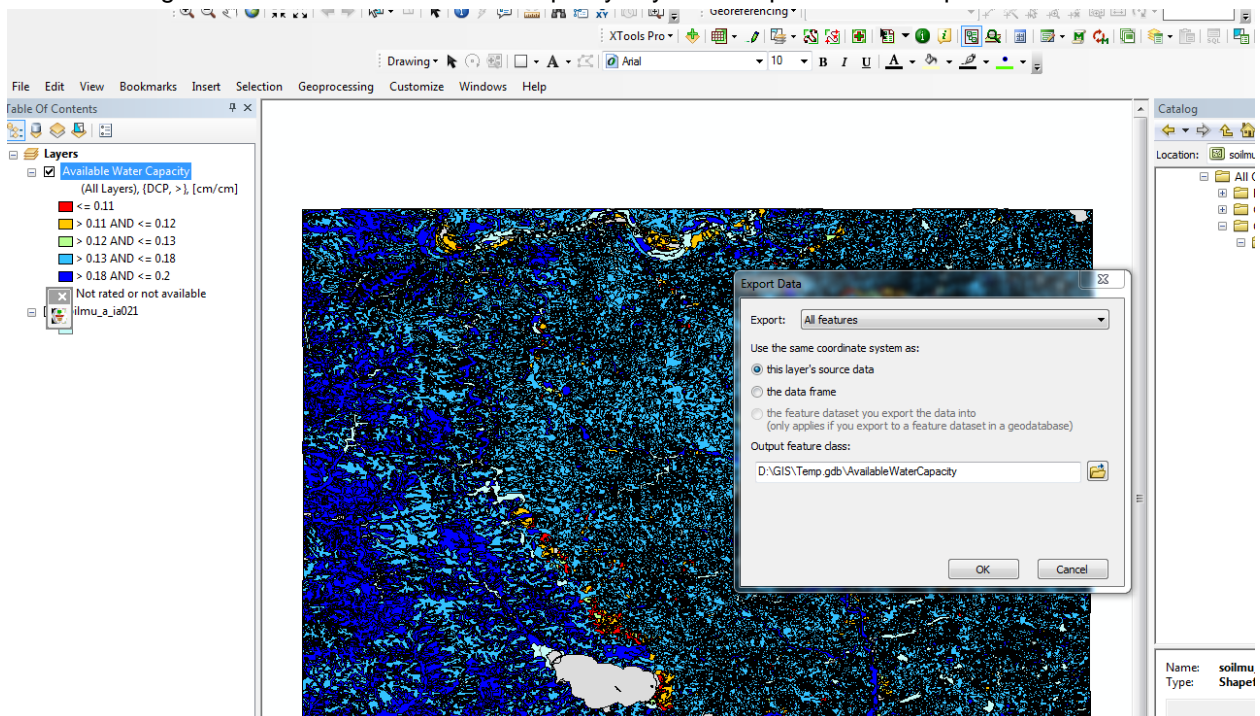 Georeferencing
XTools Pro
Drawing A Arial 10 B I U A
File Edit View Bookmarks Insert Selection Geoprocessing Customize Windows Help
Table Of Contents
Layers
Available Water Capacity
(All Layers), {DCP, >}, [cm/cm]
<= 0.11
> 0.11 AND <= 0.12
> 0.12 AND <= 0.13
> 0.13 AND <= 0.18
> 0.18 AND <= 0.2
Not rated or not available
ilmu_a_ia021
Export Data
Export: All features
Use the same coordinate system as:
this layer's source data
the data frame
the feature dataset you export the data into
(only applies if you export to a feature dataset in a geodatabase)
Output feature class:
D:\GIS\Temp.gdb\AvailableWaterCapacity
OK Cancel
Catalog
Location: soilmu
All
Name: soilmu_
Type: Shapef